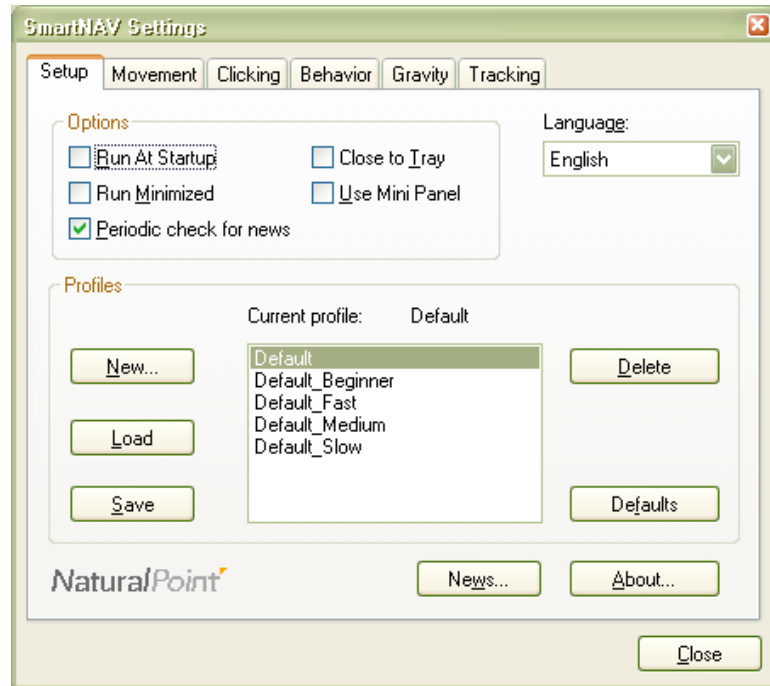 SmartNAV Settings
Setup Movement Clicking Behavior Gravity Tracking
Options
Run At Startup
Close to Tray
Run Minimized
Use Mini Panel
Periodic check for news
Language:
English
Profiles
Current profile: Default
New...
Load
Save
Default
Default_Beginner
Default_Fast
Default_Medium
Default_Slow
Delete
Defaults
NaturalPoint
News...
About...
Close